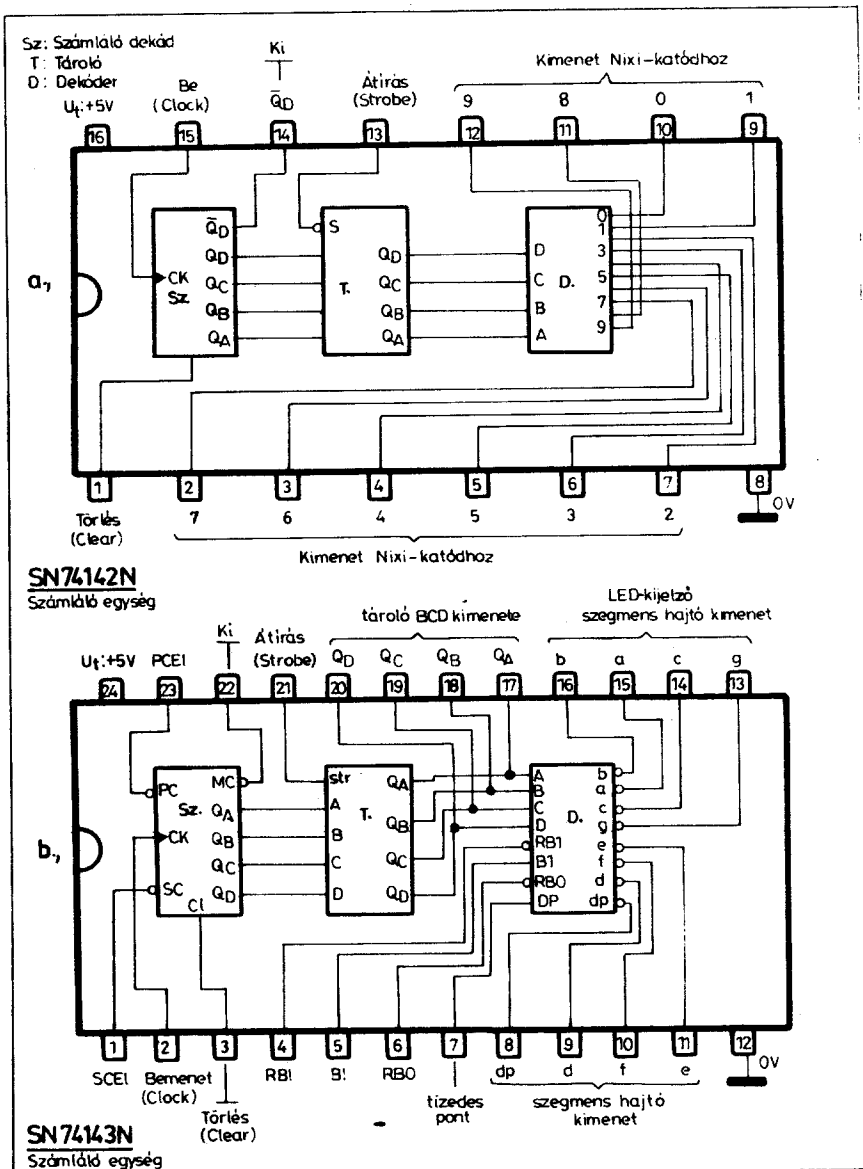 Sz: Számláló dekád
T: Tároló
D: Dekóder
Ut:+5V
Be
(Clock)
Ki
Q̄D
Átírás
(Strobe)
Kimenet Nixi-katódhoz
9 8 0 1
16 15 14 13 12 11 10 9
a,
Q̄D
QD
CK
QC
Sz.
QB
QA
S
QD
QC
T.
QB
QA
D
C
D.
B
A
0
1
3
5
7
9
1 2 3 4 5 6 7 8
Törlés
(Clear)
7 6 4 5 3 2
0V
Kimenet Nixi-katódhoz
SN74142N
Számláló egység
LED-kijelző
szegmens hajtó kimenet
tároló BCD kimenete
Ut:+5V
PCEI
Ki
Átírás
(Strobe)
QD QC QB QA
b a c g
24 23 22 21 20 19 18 17 16 15 14 13
b.,
PC
MC
Sz.
QA
CK
QB
QC
SC
QD
Cl
str
QA
A
T.
B
QB
C
QC
D
QD
A
B
C
D
RB1
B1
RB0
DP
D.
b
a
c
g
e
f
d
dp
1 2 3 4 5 6 7 8 9 10 11 12
SCEI
Bemenet
(Clock)
Törlés
(Clear)
RBI
BI
RBO
tizedes
pont
dp d f e
szegmens hajtó
kimenet
0V
SN74143N
Számláló egység